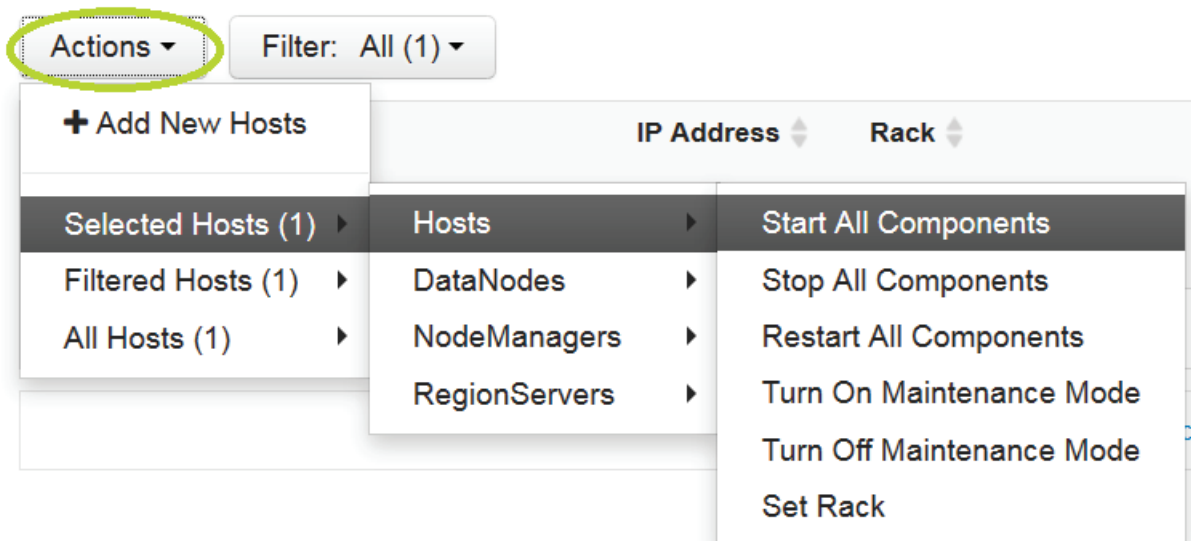 Actions
Filter: All (1)
Add New Hosts
IP Address
Rack
Selected Hosts (1)
Filtered Hosts (1)
All Hosts (1)
Hosts
DataNodes
NodeManagers
RegionServers
Start All Components
Stop All Components
Restart All Components
Turn On Maintenance Mode
Turn Off Maintenance Mode
Set Rack